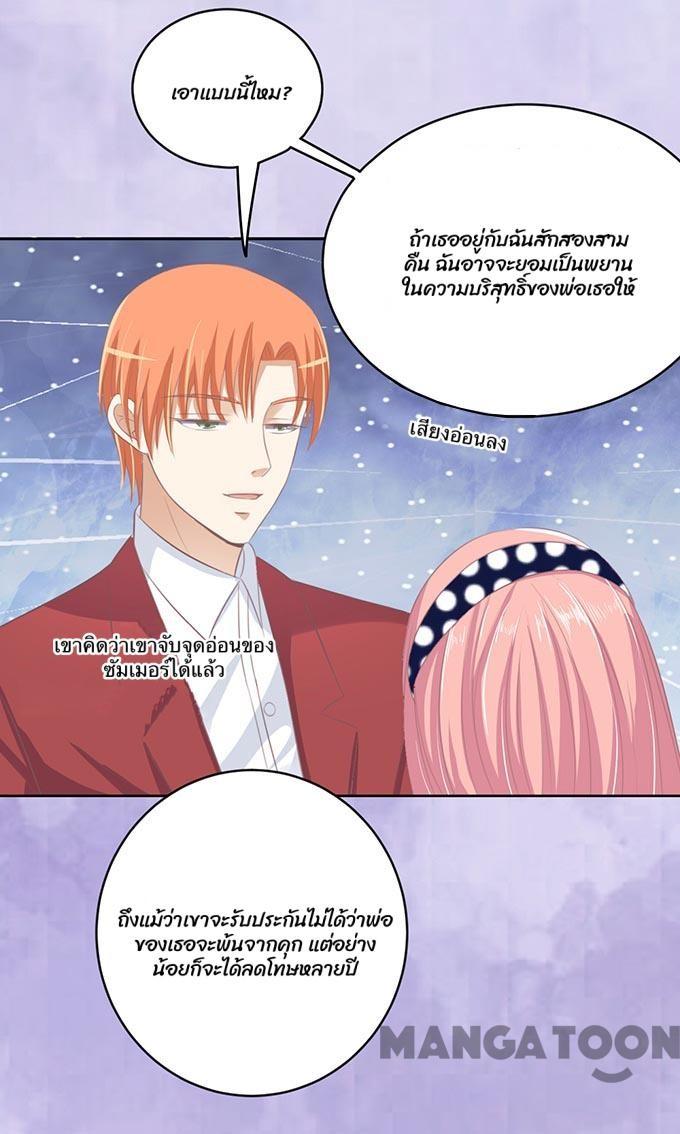 เอาแบบนี้ไหม?
ถ้าเธออยู่กับฉันสักสองสาม
คืน ฉันอาจจะยอมเป็นพยาน
ในความบริสุทธิ์ของพ่อเธอให้
เสียงอ่อนลง
เขาคิดว่าเขาจับจุดอ่อนของ
ซัมเมอร์ได้แล้ว
ถึงแม้ว่าเขาจะรับประกันไม่ได้ว่าพ่อ
ของเธอจะพ้นจากคุก แต่อย่าง
น้อยก็จะได้ลดโทษหลายปี
MANGATOON